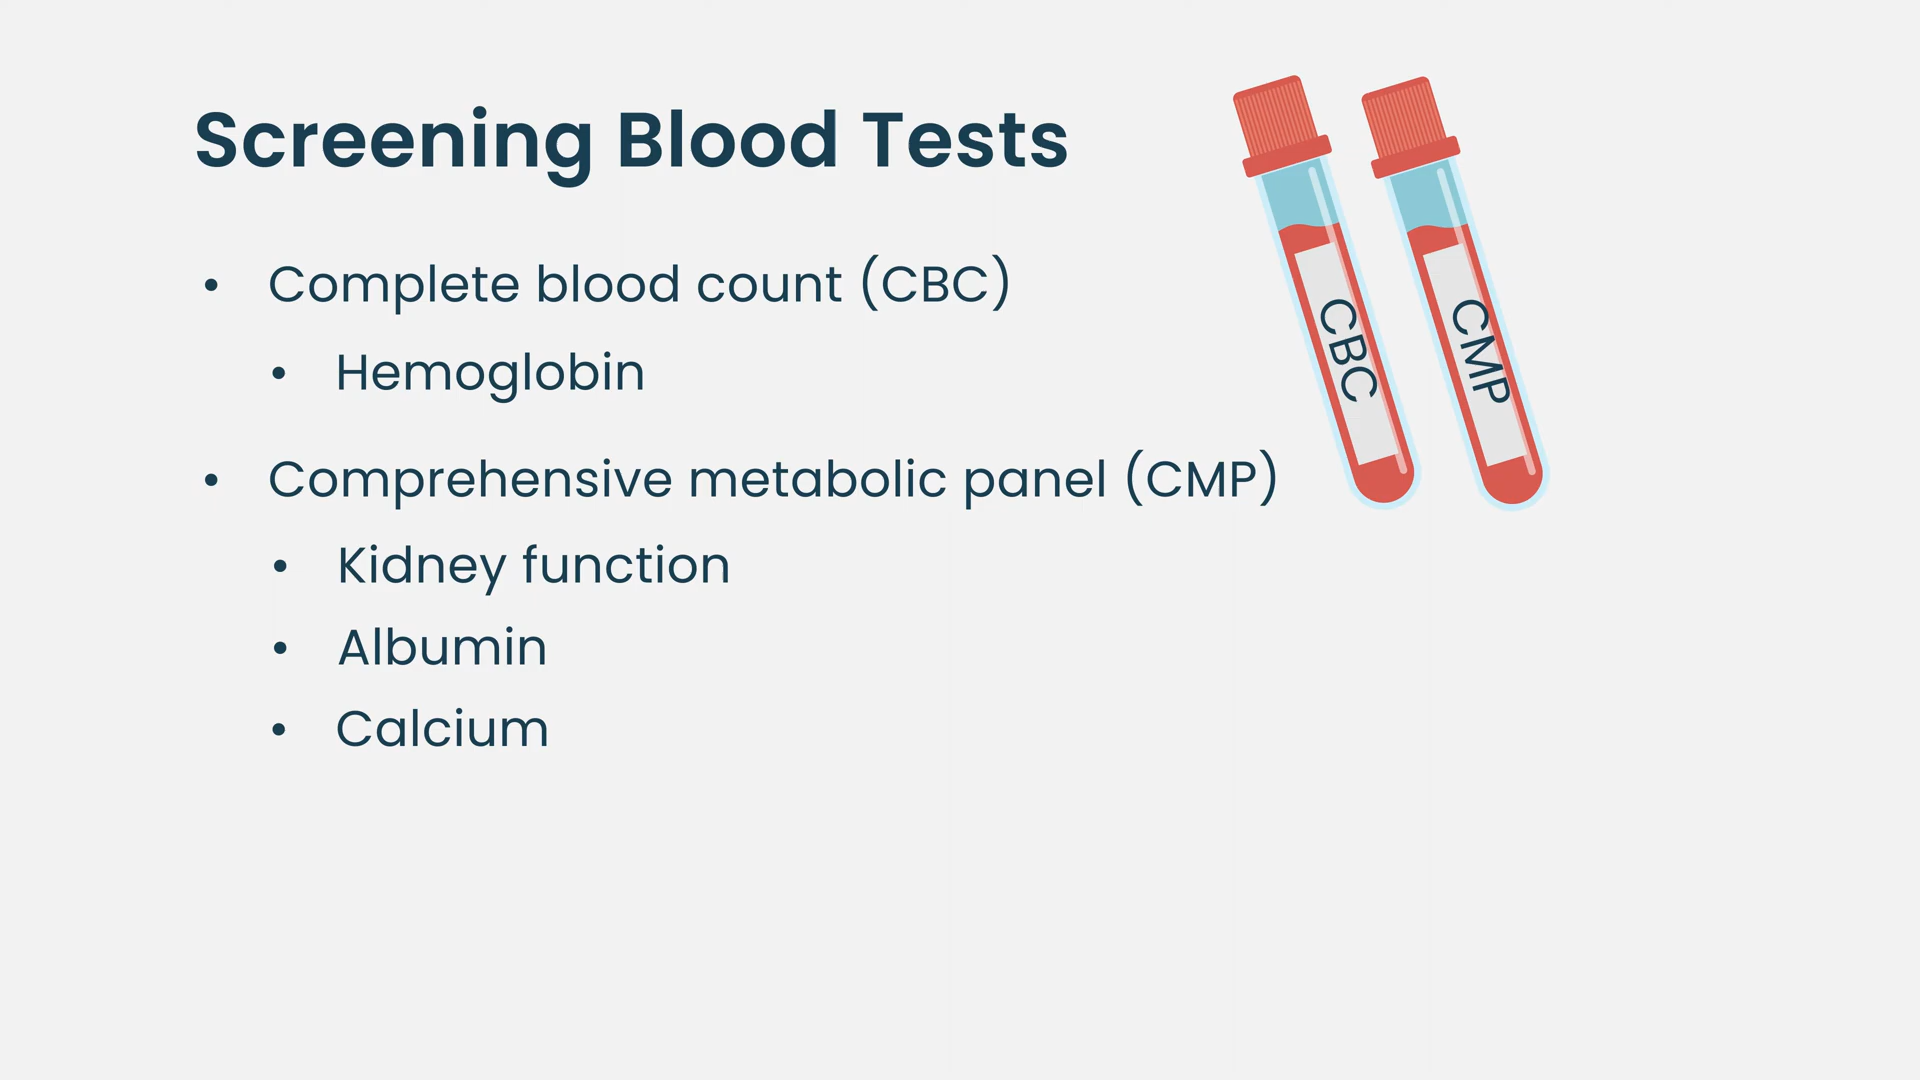 Screening Blood Tests
• Complete blood count (CBC)
• Hemoglobin
• Comprehensive metabolic panel (CMP)
• Kidney function
• Albumin
• Calcium
CBC
CMP